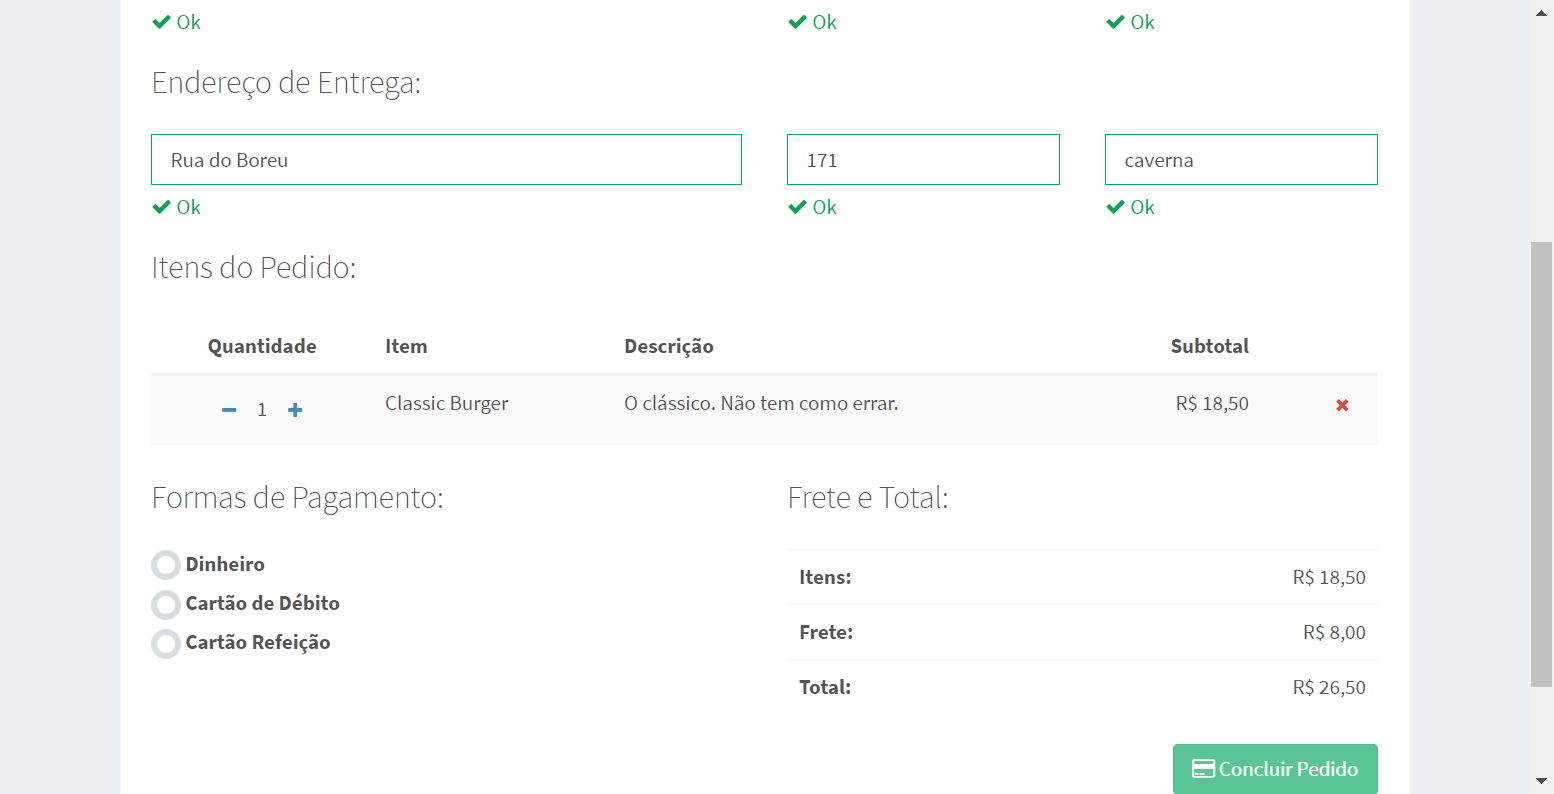 Ok Ok Ok
Endereço de Entrega:
Rua do Boreu 171 caverna
Ok Ok Ok
Itens do Pedido:
Quantidade Item Descrição Subtotal
1 Classic Burger O clássico. Não tem como errar. R$ 18,50
Formas de Pagamento:
Dinheiro
Cartão de Débito
Cartão Refeição
Frete e Total:
Itens: R$ 18,50
Frete: R$ 8,00
Total: R$ 26,50
Concluir Pedido